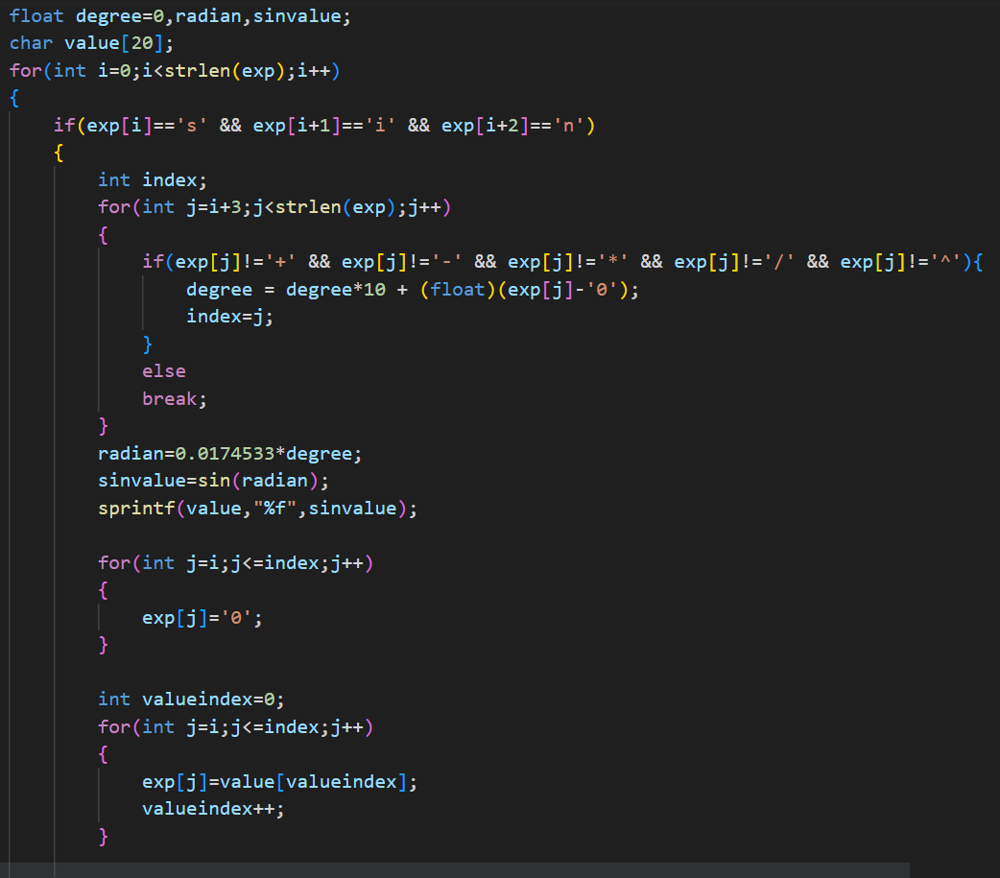 float degree=0,radian,sinvalue;
char value[20];
for(int i=0;i<strlen(exp);i++)
{
    if(exp[i]=='s' && exp[i+1]=='i' && exp[i+2]=='n')
    {
        int index;
        for(int j=i+3;j<strlen(exp);j++)
        {
            if(exp[j]!='+' && exp[j]!='-' && exp[j]!='*' && exp[j]!='/' && exp[j]!='^'){
                degree = degree*10 + (float)(exp[j]-'0');
                index=j;
            }
            else
            break;
        }
        radian=0.0174533*degree;
        sinvalue=sin(radian);
        sprintf(value,"%f",sinvalue);

        for(int j=i;j<=index;j++)
        {
            exp[j]='0';
        }

        int valueindex=0;
        for(int j=i;j<=index;j++)
        {
            exp[j]=value[valueindex];
            valueindex++;
        }